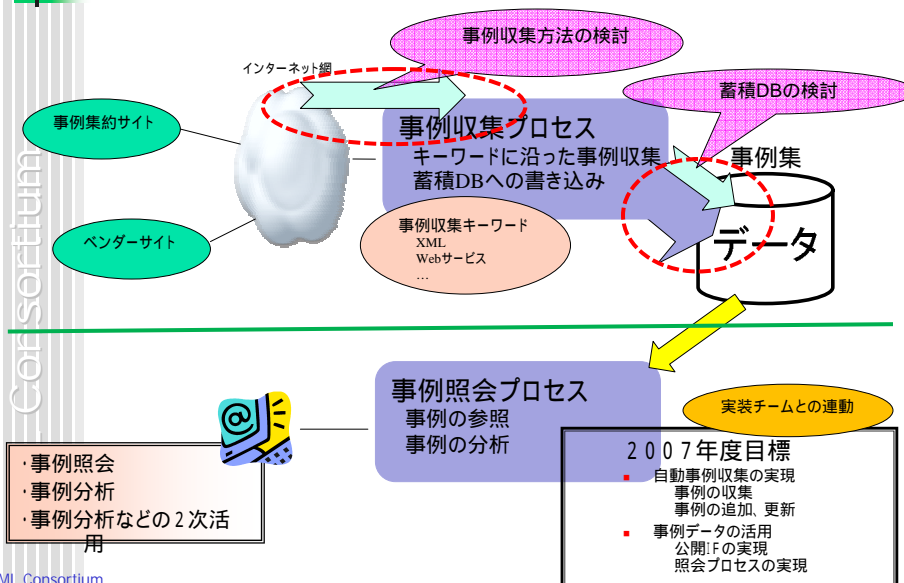 事例収集方法の検討
インターネット網
蓄積DBの検討
事例集約サイト
事例収集プロセス
キーワードに沿った事例収集
蓄積DBへの書き込み
事例集
データ
ベンダーサイト
事例収集キーワード
XML
Webサービス
…
Consortium
事例照会プロセス
事例の参照
事例の分析
実装チームとの連動
・事例照会
・事例分析
・事例分析などの2次活
用
2007年度目標
自動事例収集の実現
事例の収集
事例の追加、更新
事例データの活用
公開IFの実現
照会プロセスの実現
ML Consortium